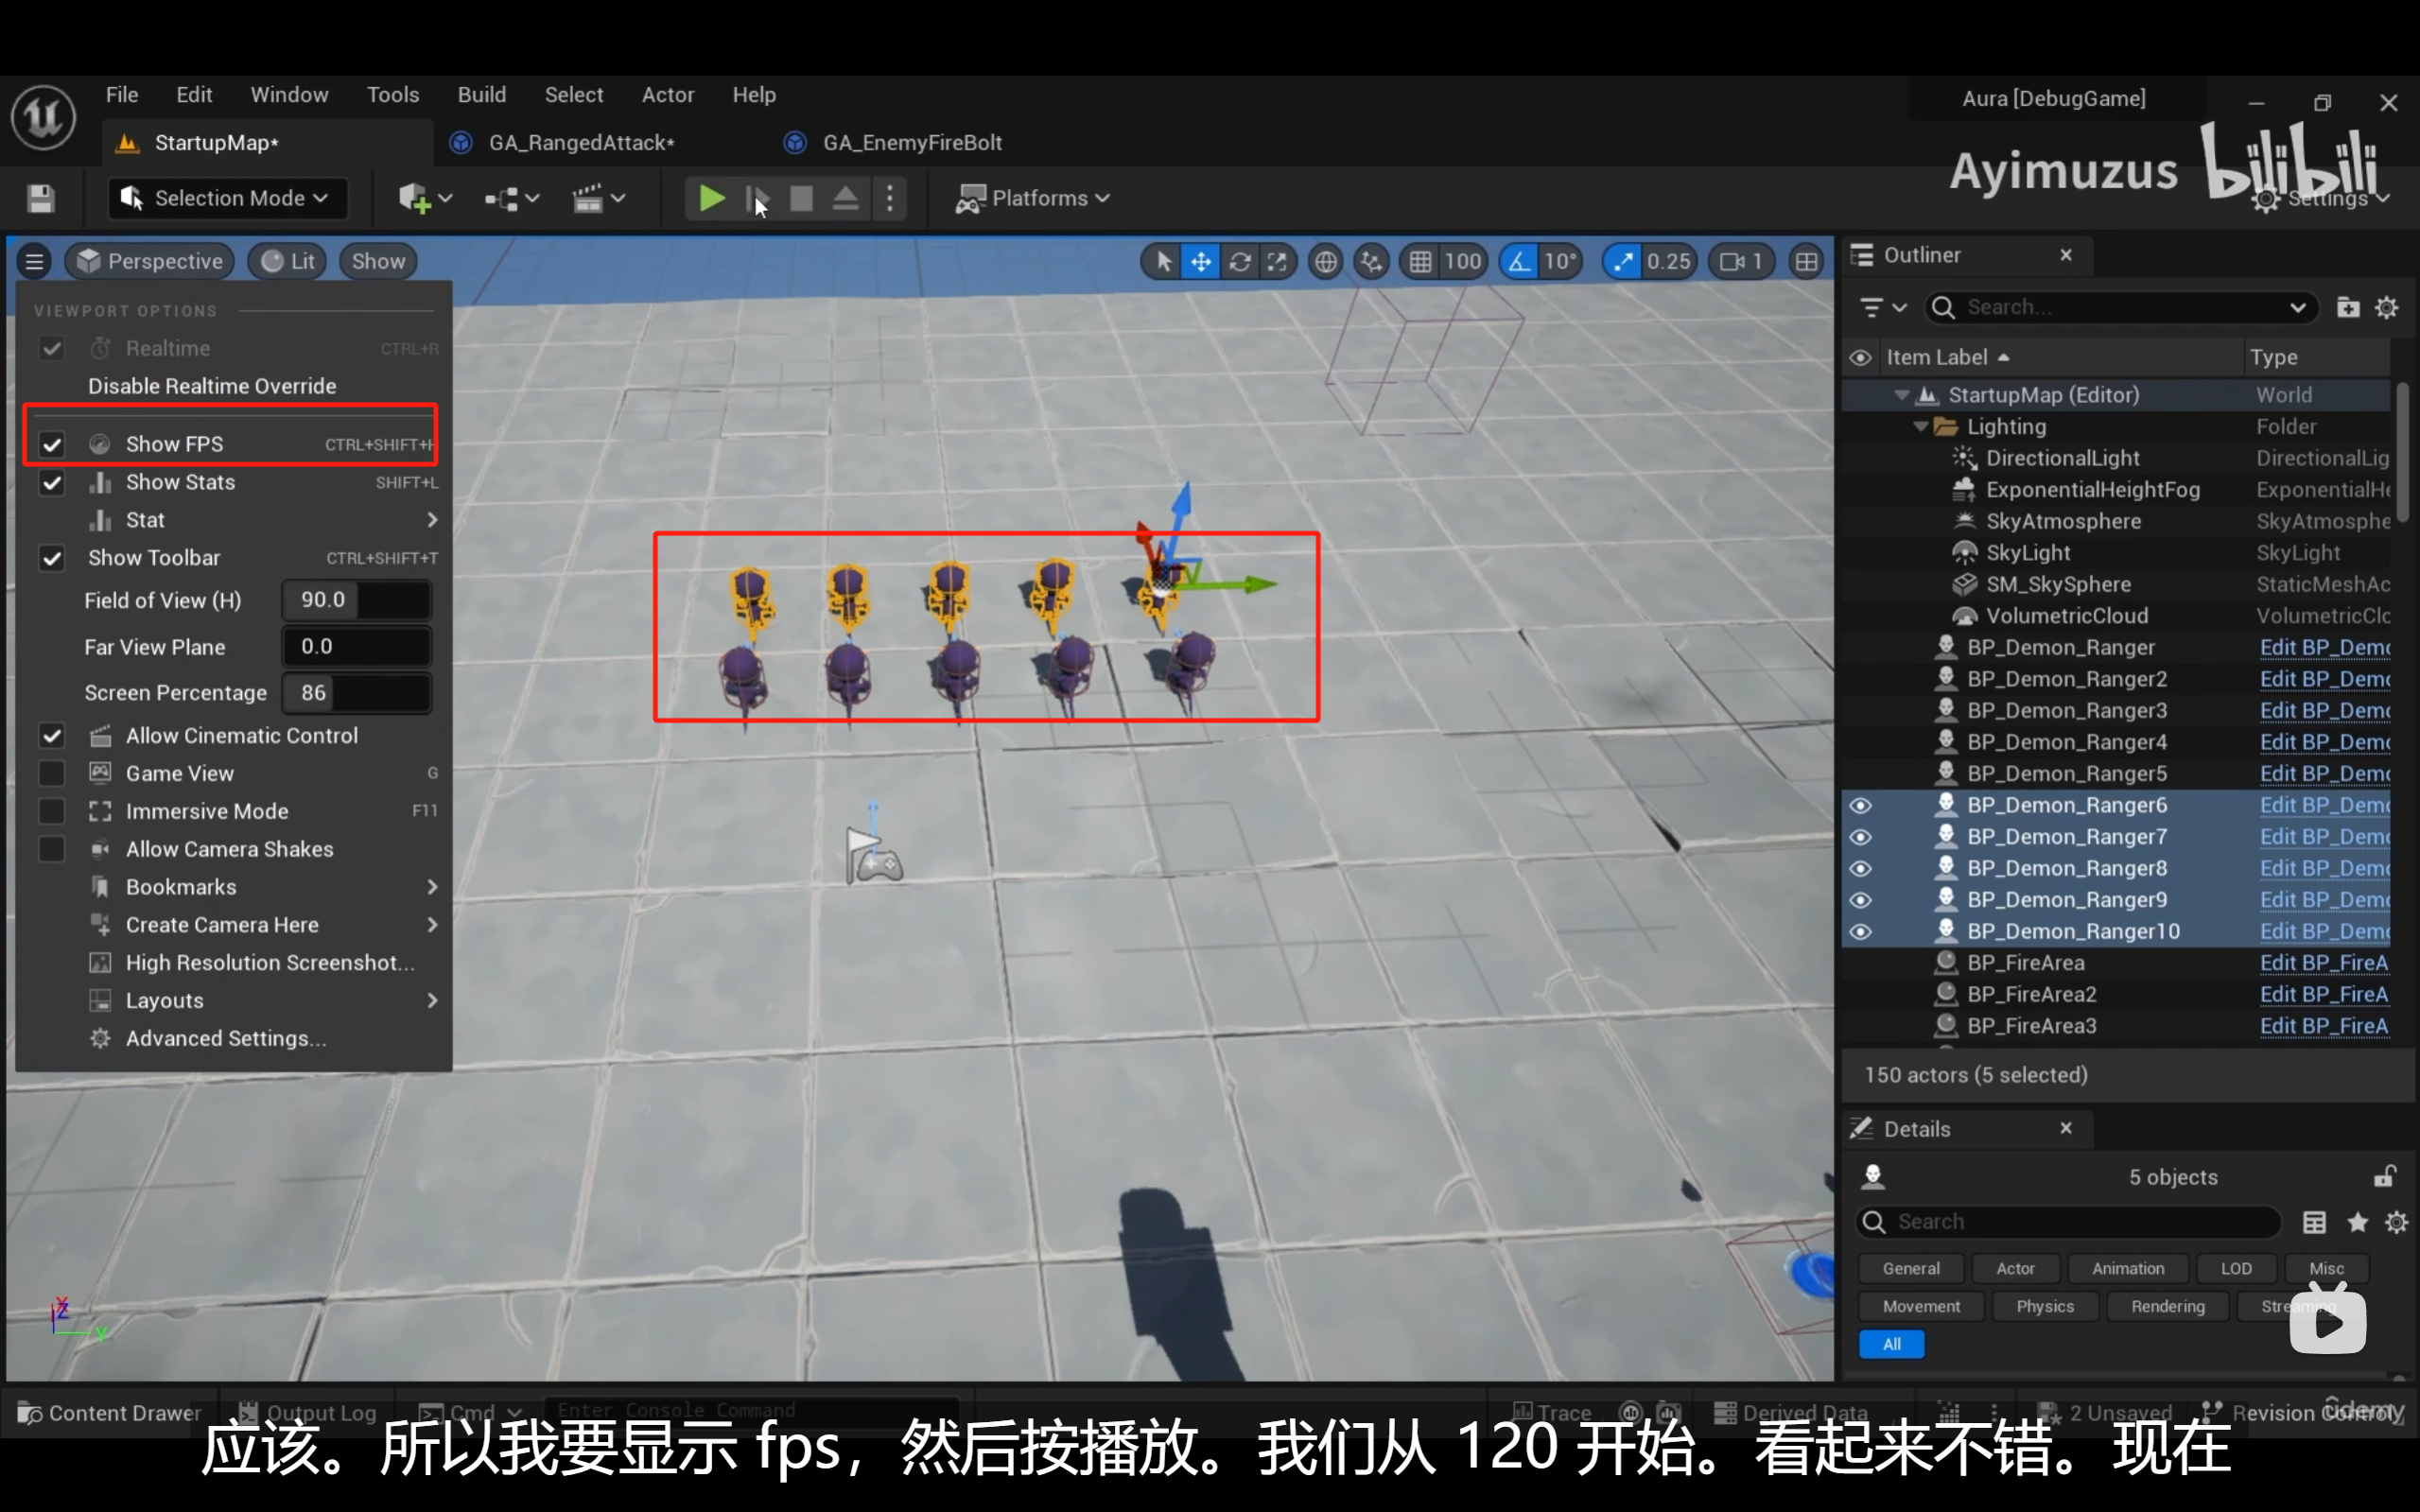 File Edit Window Tools Build Select Actor Help
Aura [DebugGame]
StartupMap* GA_RangedAttack* GA_EnemyFireBolt
Ayimuzus bilibili
Selection Mode Platforms Settings
Perspective Lit Show 100 10° 0.25 1
VIEWPORT OPTIONS
Realtime CTRL+R
Disable Realtime Override
Show FPS CTRL+SHIFT+H
Show Stats SHIFT+L
Stat
Show Toolbar CTRL+SHIFT+T
Field of View (H) 90.0
Far View Plane 0.0
Screen Percentage 86
Allow Cinematic Control
Game View G
Immersive Mode F11
Allow Camera Shakes
Bookmarks
Create Camera Here
High Resolution Screenshot...
Layouts
Advanced Settings...
Outliner
Search...
Item Label Type
StartupMap (Editor) World
Lighting Folder
DirectionalLight DirectionalLig
ExponentialHeightFog ExponentialHe
SkyAtmosphere SkyAtmosphe
SkyLight SkyLight
SM_SkySphere StaticMeshAc
VolumetricCloud VolumetricClo
BP_Demon_Ranger Edit BP_Demo
BP_Demon_Ranger2 Edit BP_Demo
BP_Demon_Ranger3 Edit BP_Demo
BP_Demon_Ranger4 Edit BP_Demo
BP_Demon_Ranger5 Edit BP_Demo
BP_Demon_Ranger6 Edit BP_Demo
BP_Demon_Ranger7 Edit BP_Demo
BP_Demon_Ranger8 Edit BP_Demo
BP_Demon_Ranger9 Edit BP_Demo
BP_Demon_Ranger10 Edit BP_Demo
BP_FireArea Edit BP_FireA
BP_FireArea2 Edit BP_FireA
BP_FireArea3 Edit BP_FireA
150 actors (5 selected)
Details
5 objects
Search
General Actor Animation LOD Misc
Movement Physics Rendering Streaming
All
X Z Y
Content Drawer Output Log Cmd Enter Console Command Trace Derived Data 2 Unsaved Revision Control
Udemy
应该。所以我要显示 fps，然后按播放。我们从 120 开始。看起来不错。现在